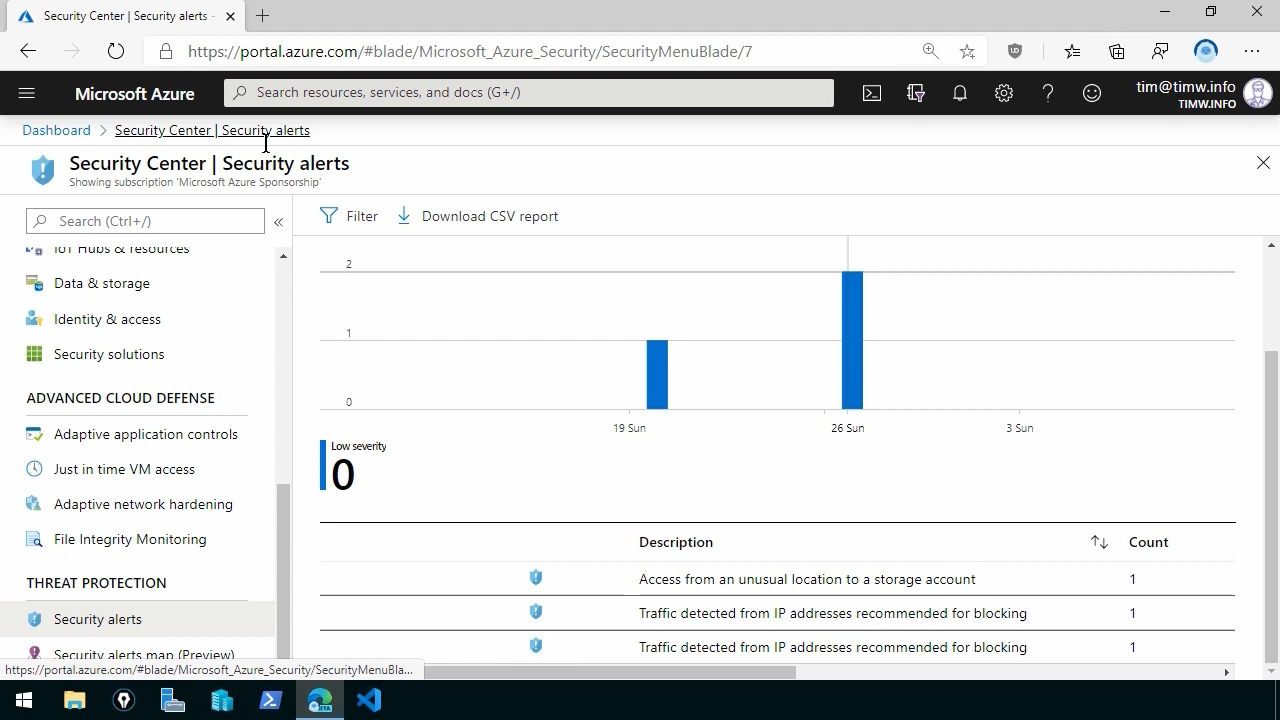 Security Center | Security alerts -
https://portal.azure.com/#blade/Microsoft_Azure_Security/SecurityMenuBlade/7
Microsoft Azure
Search resources, services, and docs (G+/)
tim@timw.info
TIMW.INFO
Dashboard > Security Center | Security alerts
Security Center | Security alerts
Showing subscription 'Microsoft Azure Sponsorship'
Search (Ctrl+/)
«
Filter
Download CSV report
IoT Hubs & resources
Data & storage
Identity & access
Security solutions
ADVANCED CLOUD DEFENSE
Adaptive application controls
Just in time VM access
Adaptive network hardening
File Integrity Monitoring
THREAT PROTECTION
Security alerts
Security alerts map (Preview)
2
1
0
19 Sun
26 Sun
3 Sun
Low severity
0
Description
Count
Access from an unusual location to a storage account
1
Traffic detected from IP addresses recommended for blocking
1
Traffic detected from IP addresses recommended for blocking
1
https://portal.azure.com/#blade/Microsoft_Azure_Security/SecurityMenuBla...
BETA